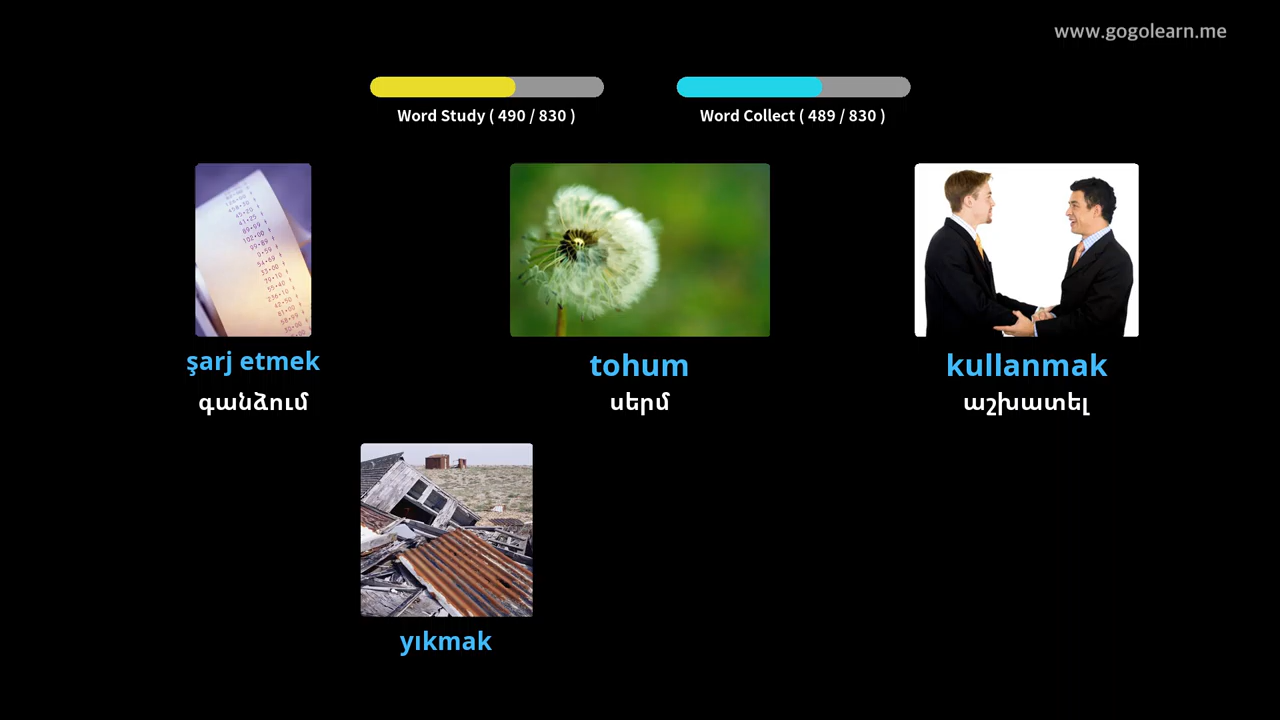 www.gogolearn.me
Word Study ( 490 / 830 )
Word Collect ( 489 / 830 )
şarj etmek
գանձում
tohum
սերմ
kullanmak
աշխատել
yıkmak